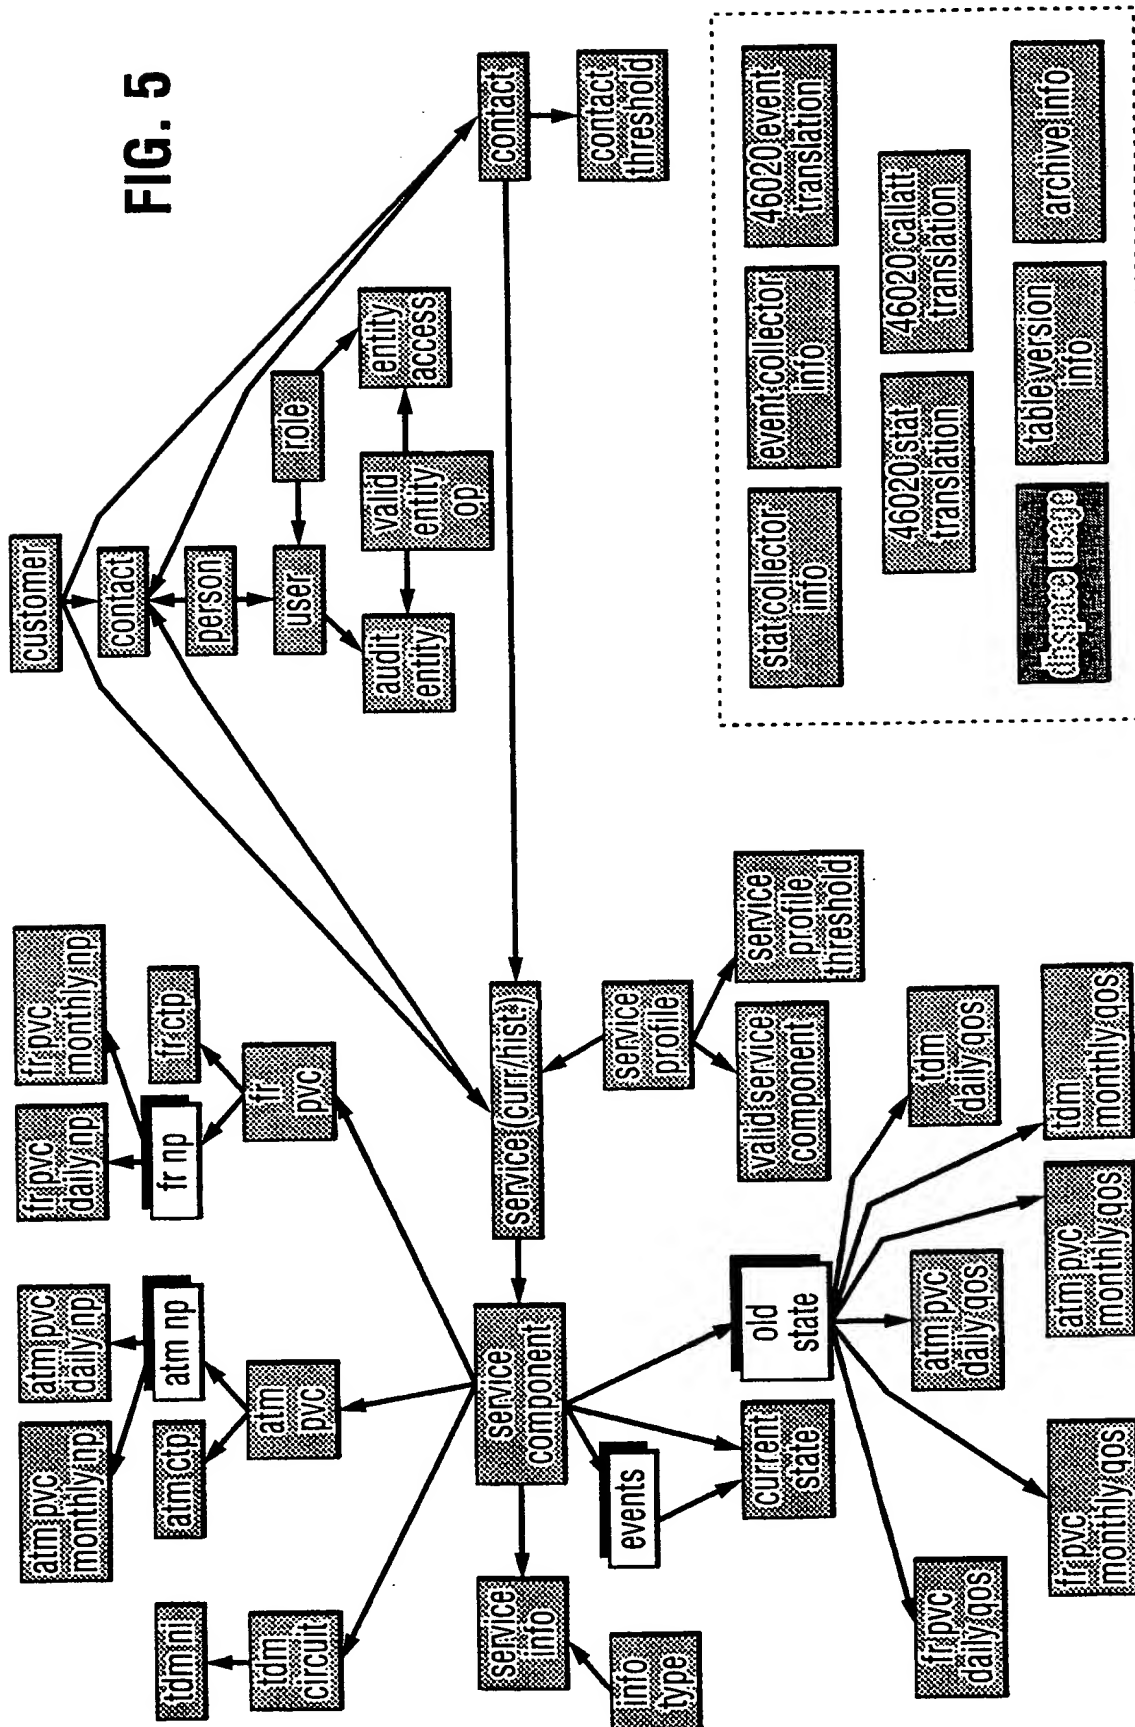 FIG. 5
customer
contact
person
user
role
audit
entity
valid
entity
op
entity
access
contact
contact
threshold
fr pvc
monthly np
fr pvc
daily np
fr ctp
fr np
fr
pvc
atm pvc
daily np
atm pvc
monthly np
atm np
atm ctp
atm
pvc
tdm ni
tdm
circuit
service (curr/hist.)
service
component
service
info
info
type
service
profile
service
profile
threshold
valid service
component
events
current
state
old
state
tdm
daily qos
tdm
monthly qos
atm pvc
daily qos
atm pvc
monthly qos
fr pvc
daily qos
fr pvc
monthly qos
stat collector
info
event collector
info
46020 event
translation
46020 stat
translation
46020 callatt
translation
dbspace usage
table version
info
archive info